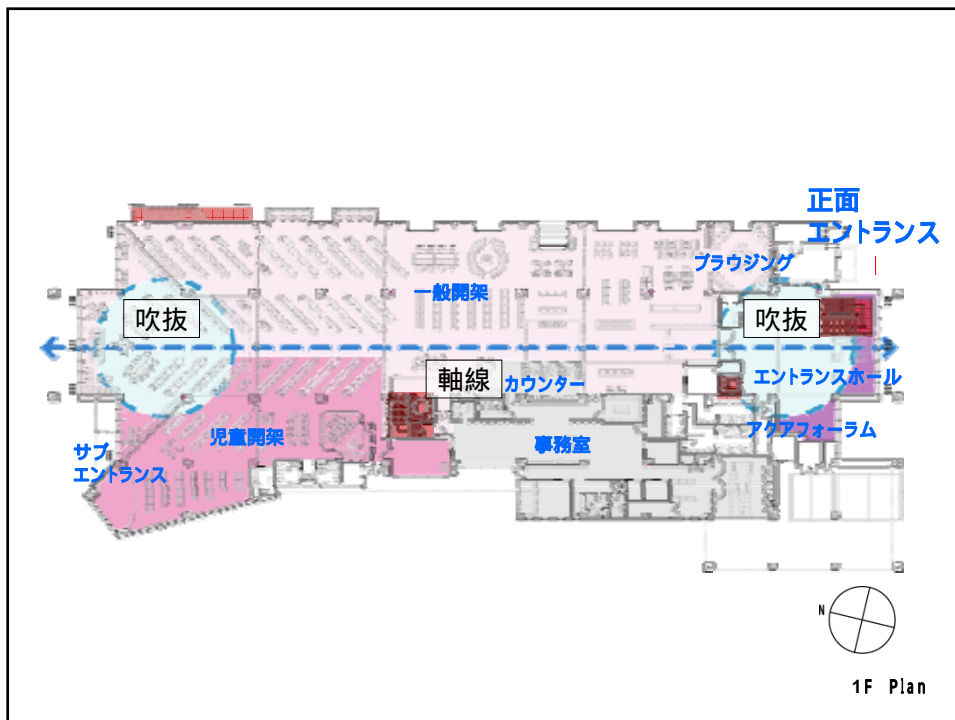 正面
エントランス
ブラウジング
一般開架
吹抜
吹抜
軸線
カウンター
エントランスホール
アクアフォーラム
児童開架
事務室
サブ
エントランス
N
1F Plan